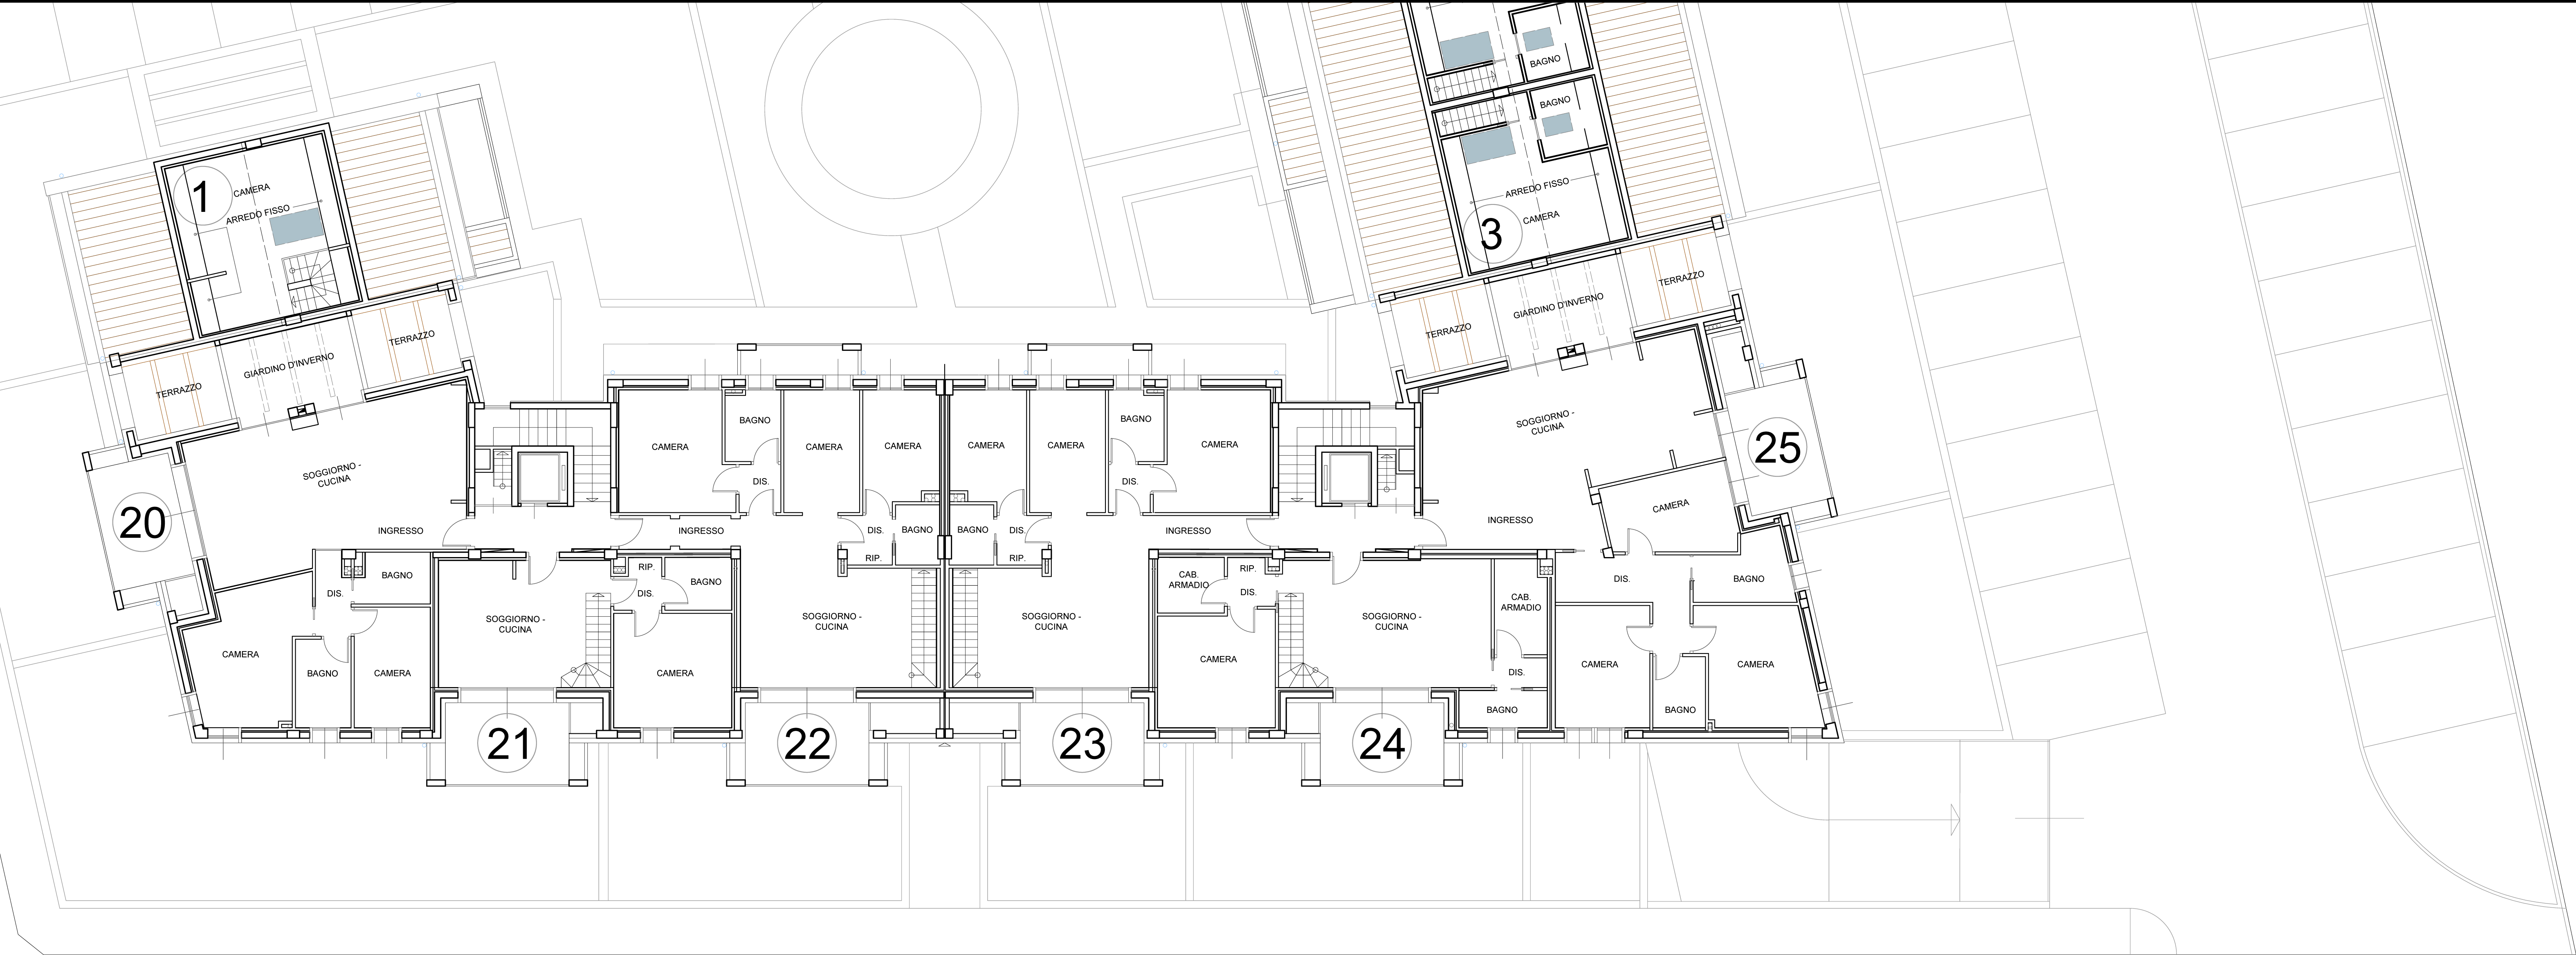 BAGNO
BAGNO
ARREDO FISSO
CAMERA
3
1
CAMERA
ARREDO FISSO
TERRAZZO
GIARDINO D'INVERNO
TERRAZZO
TERRAZZO
GIARDINO D'INVERNO
TERRAZZO
SOGGIORNO -
CUCINA
20
INGRESSO
BAGNO
DIS.
CAMERA
BAGNO
CAMERA
CAMERA
BAGNO
DIS.
CAMERA
CAMERA
INGRESSO
DIS.
BAGNO
RIP.
SOGGIORNO -
CUCINA
21
RIP.
DIS.
BAGNO
CAMERA
SOGGIORNO -
CUCINA
22
CAMERA
CAMERA
BAGNO
DIS.
CAMERA
BAGNO
DIS.
RIP.
INGRESSO
SOGGIORNO -
CUCINA
23
CAB.
ARMADIO
RIP.
DIS.
CAMERA
SOGGIORNO -
CUCINA
CAB.
ARMADIO
DIS.
BAGNO
24
SOGGIORNO -
CUCINA
25
CAMERA
INGRESSO
DIS.
BAGNO
CAMERA
CAMERA
BAGNO